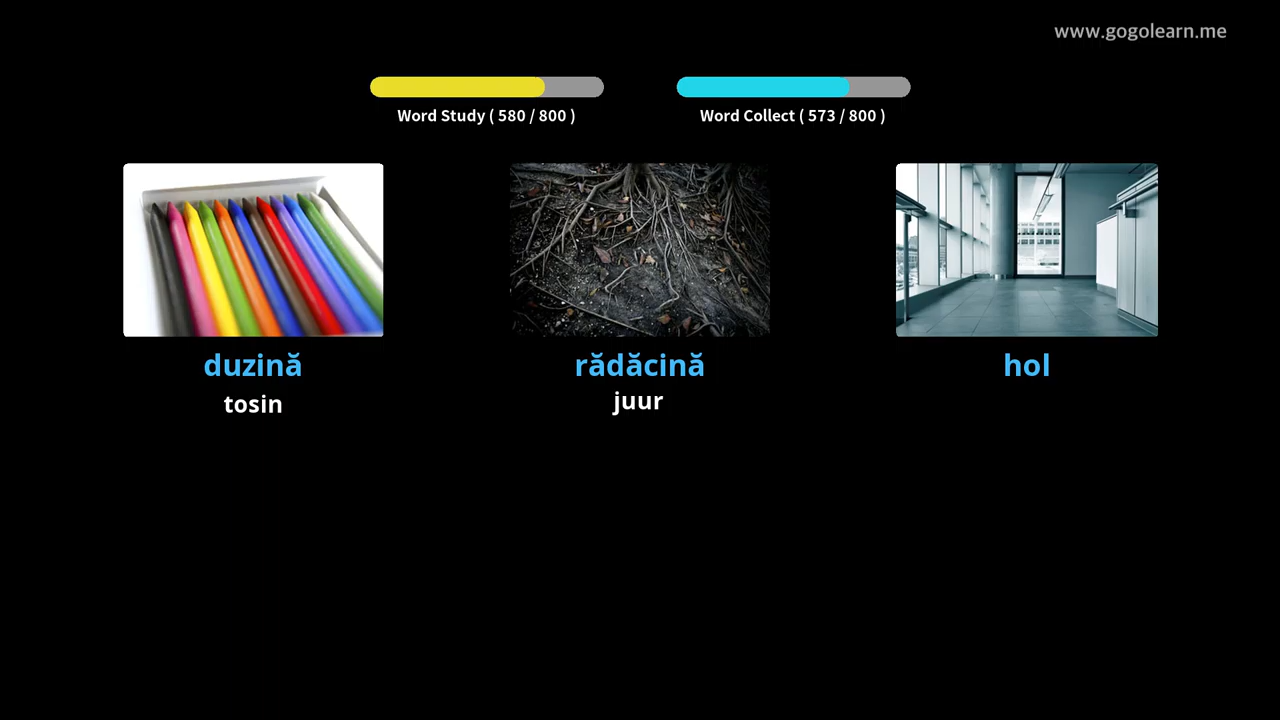 www.gogolearn.me
Word Study ( 580 / 800 )
Word Collect ( 573 / 800 )
duzină
rădăcină
hol
tosin
juur